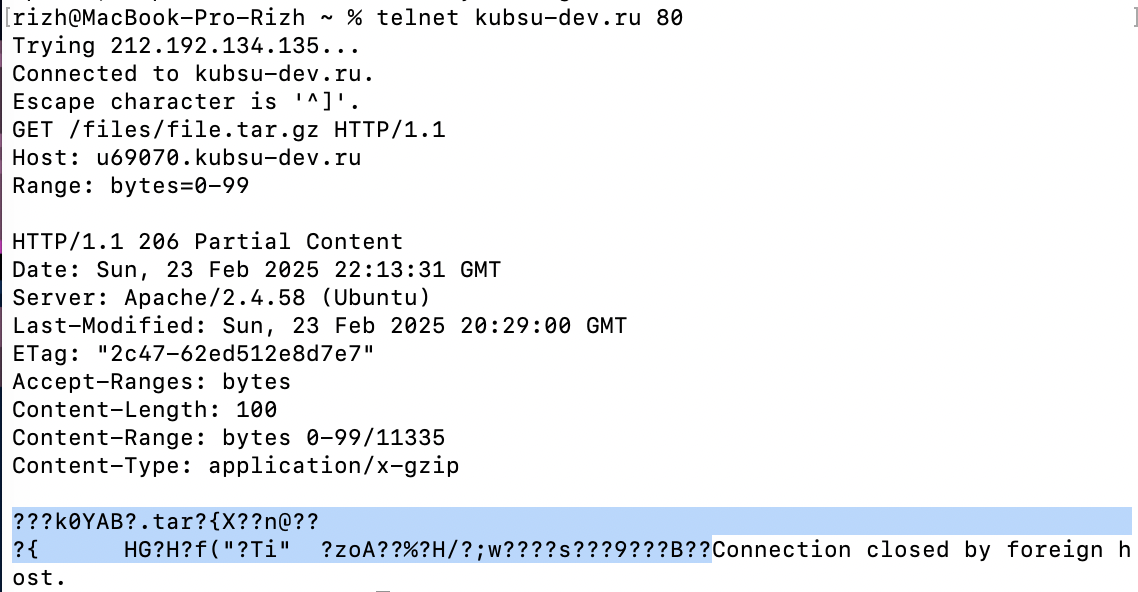 [rizh@MacBook-Pro-Rizh ~ % telnet kubsu-dev.ru 80 ]
Trying 212.192.134.135...
Connected to kubsu-dev.ru.
Escape character is '^]'.
GET /files/file.tar.gz HTTP/1.1
Host: u69070.kubsu-dev.ru
Range: bytes=0-99

HTTP/1.1 206 Partial Content
Date: Sun, 23 Feb 2025 22:13:31 GMT
Server: Apache/2.4.58 (Ubuntu)
Last-Modified: Sun, 23 Feb 2025 20:29:00 GMT
ETag: "2c47-62ed512e8d7e7"
Accept-Ranges: bytes
Content-Length: 100
Content-Range: bytes 0-99/11335
Content-Type: application/x-gzip

???k0YAB?.tar?{X??n@??
?{      HG?H?f("?Ti"  ?zoA??%?H/?;w????s???9???B??Connection closed by foreign h
ost.